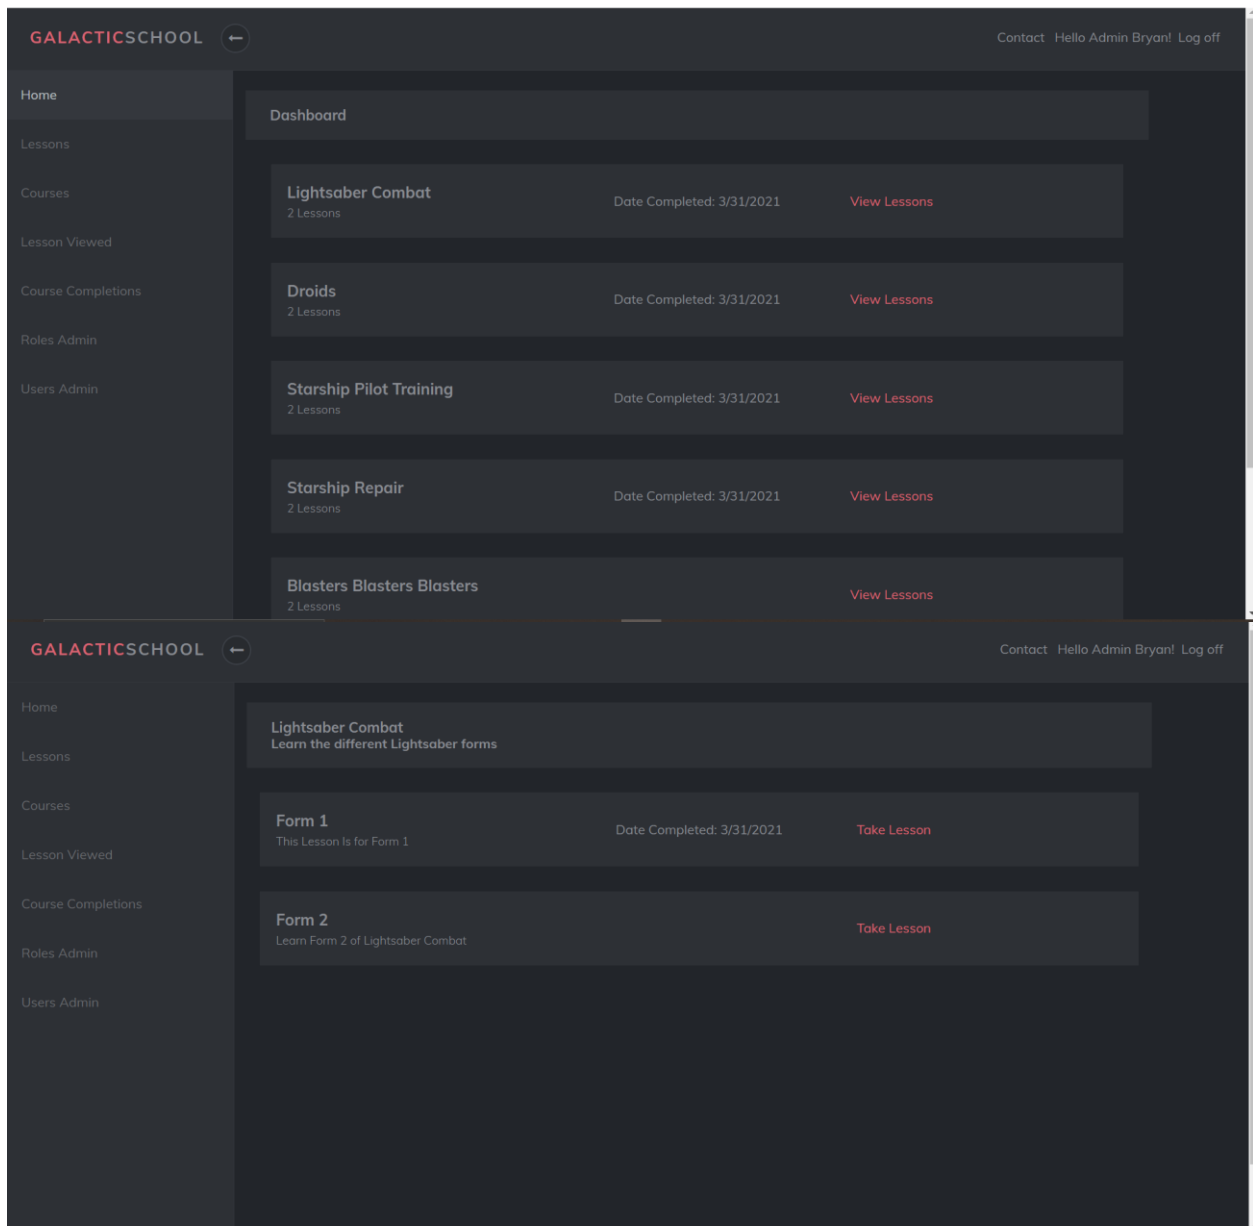 GALACTICSCHOOL
Contact Hello Admin Bryan! Log off
Home
Lessons
Courses
Lesson Viewed
Course Completions
Roles Admin
Users Admin
Dashboard
Lightsaber Combat
2 Lessons
Date Completed: 3/31/2021
View Lessons
Droids
2 Lessons
Date Completed: 3/31/2021
View Lessons
Starship Pilot Training
2 Lessons
Date Completed: 3/31/2021
View Lessons
Starship Repair
2 Lessons
Date Completed: 3/31/2021
View Lessons
Blasters Blasters Blasters
2 Lessons
View Lessons
GALACTICSCHOOL
Contact Hello Admin Bryan! Log off
Home
Lessons
Courses
Lesson Viewed
Course Completions
Roles Admin
Users Admin
Lightsaber Combat
Learn the different Lightsaber forms
Form 1
This Lesson Is for Form 1
Date Completed: 3/31/2021
Take Lesson
Form 2
Learn Form 2 of Lightsaber Combat
Take Lesson